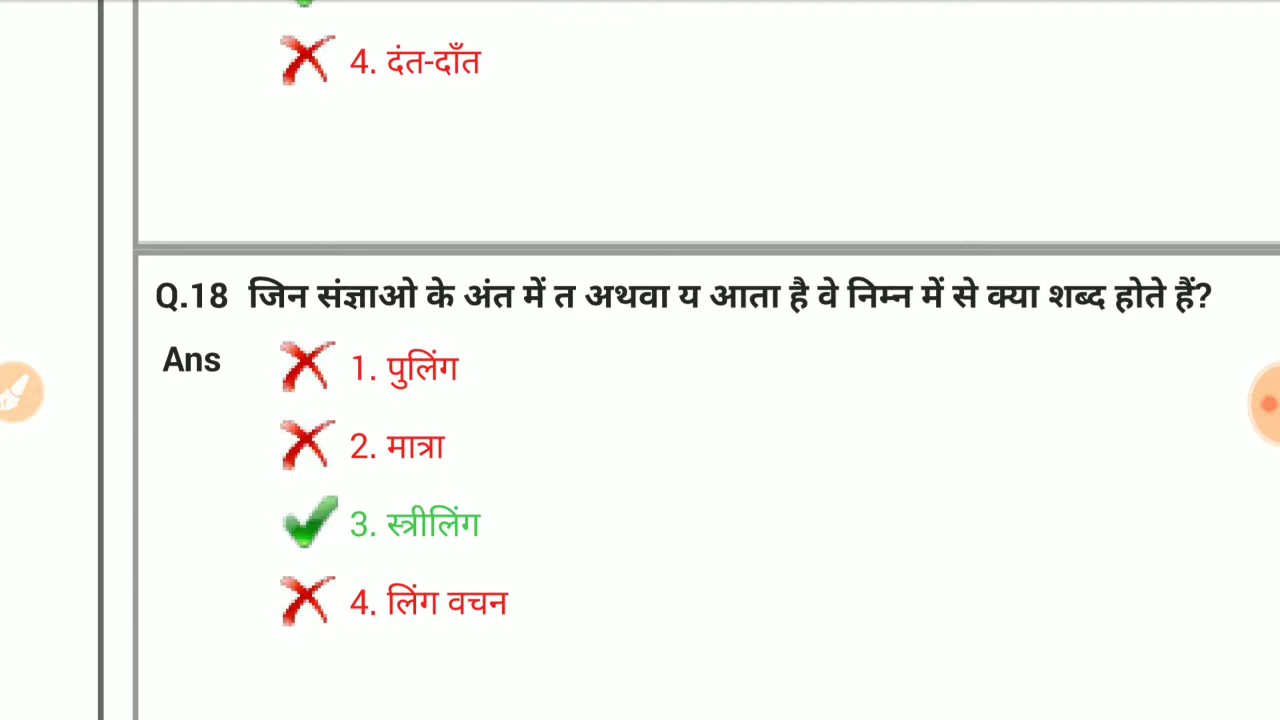 4. दंत-दाँत
Q.18 जिन संज्ञाओ के अंत में त अथवा य आता है वे निम्न में से क्या शब्द होते हैं?
Ans
1. पुलिंग
2. मात्रा
3. स्त्रीलिंग
4. लिंग वचन